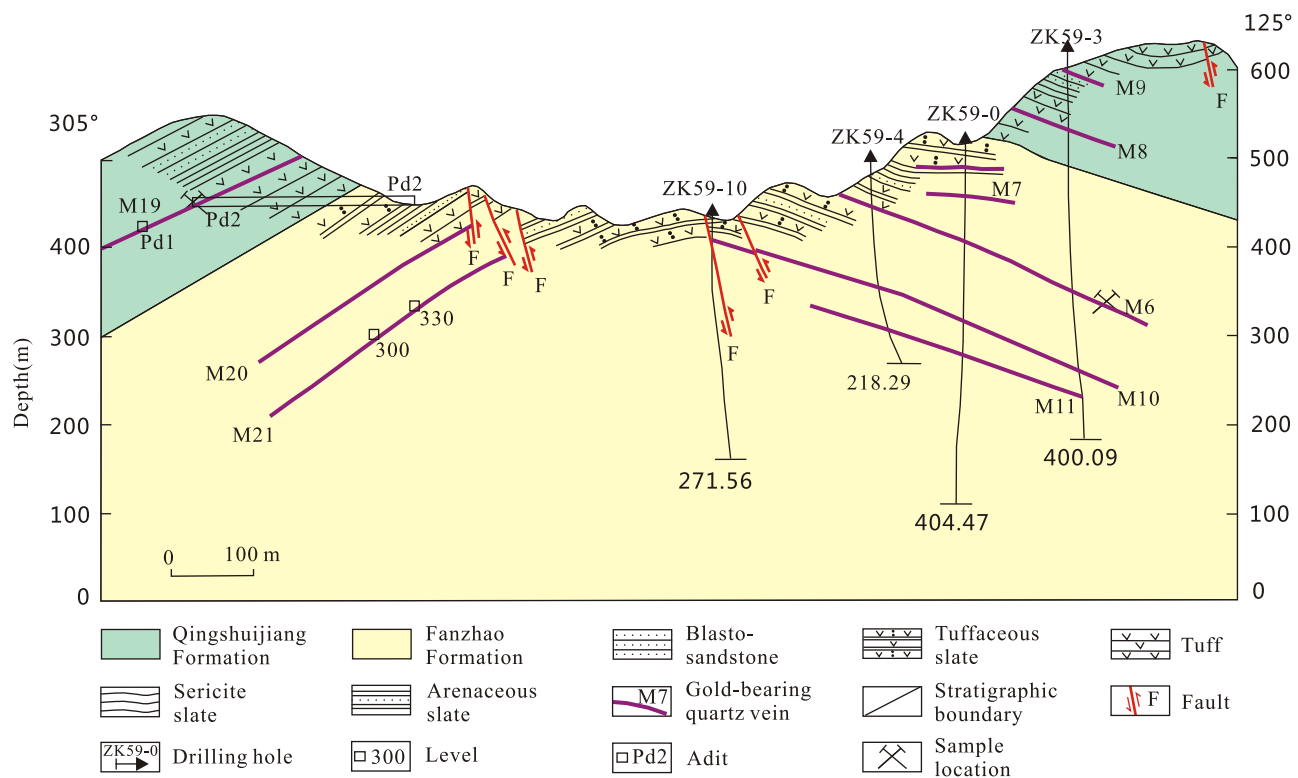 125°
ZK59-3
600
M9
F
305°
ZK59-0
ZK59-4
M8
500
500
Pd2
M7
ZK59-10
M19
Pd2
Pd1
400
400
F
F
F
F
M6
330
300
300
300
F
M20
218.29
M10
M11
M21
Depth(m)
200
200
271.56
400.09
404.47
100
100
0
100 m
0
0
Qingshuijiang
Formation
Fanzhao
Formation
Blasto-
sandstone
Tuffaceous
slate
Tuff
Sericite
slate
Arenaceous
slate
M7
Gold-bearing
quartz vein
Stratigraphic
boundary
F
Fault
ZK59-0
Drilling hole
300
Level
Pd2
Adit
Sample
location